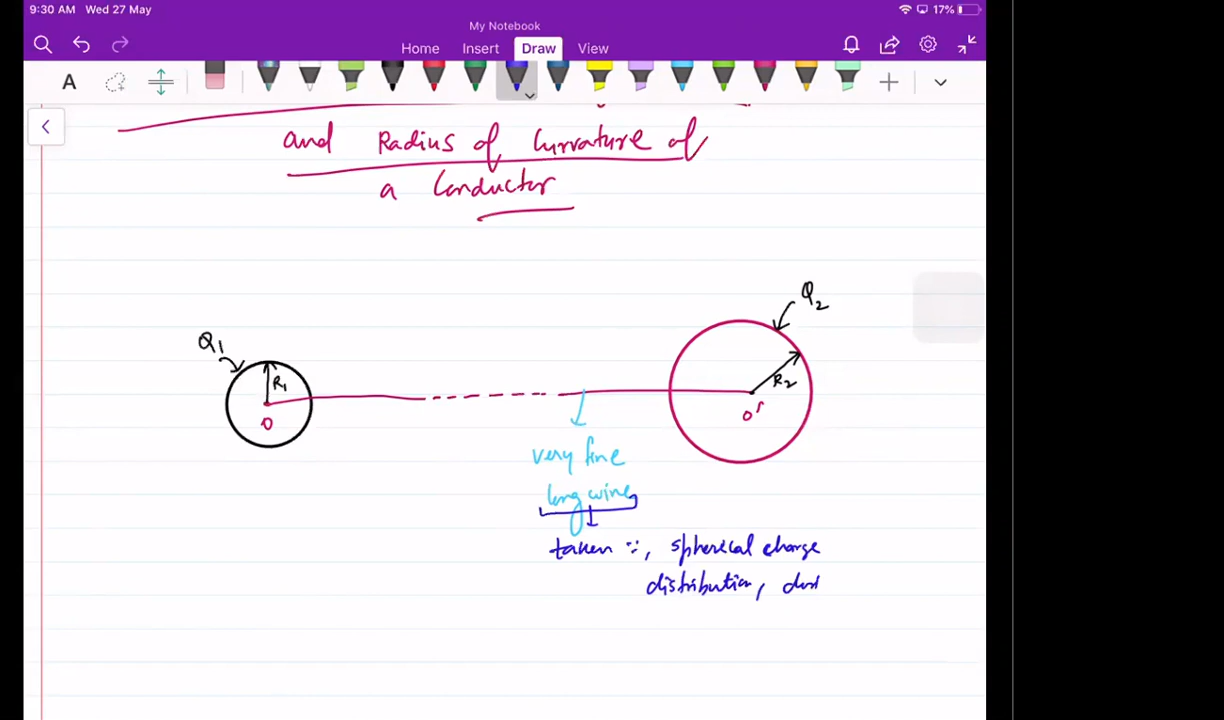 9:30 AM Wed 27 May
17%
My Notebook
Home Insert Draw View
A
and Radius of Curvature of
a Conductor
Q2
Q1
R1
R2
O
O'
very fine
long wire
taken ∵, spherical charge
distribution,